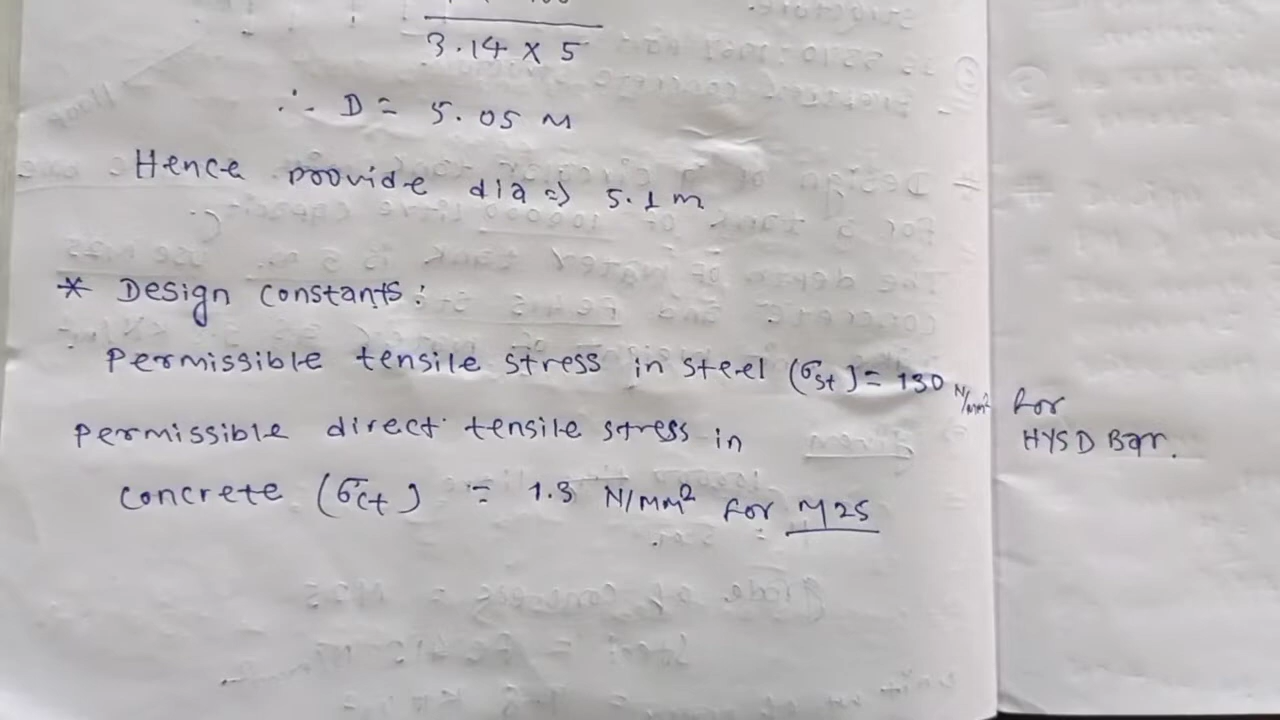 3.14 x 5
∴ D = 5.05 M
Hence provide dia => 5.1 m
* Design constants:
Permissible tensile stress in steel (σst) = 130 N/mm² for
HYSD Bar.
Permissible direct tensile stress in
concrete (σct) = 1.3 N/mm² for M25